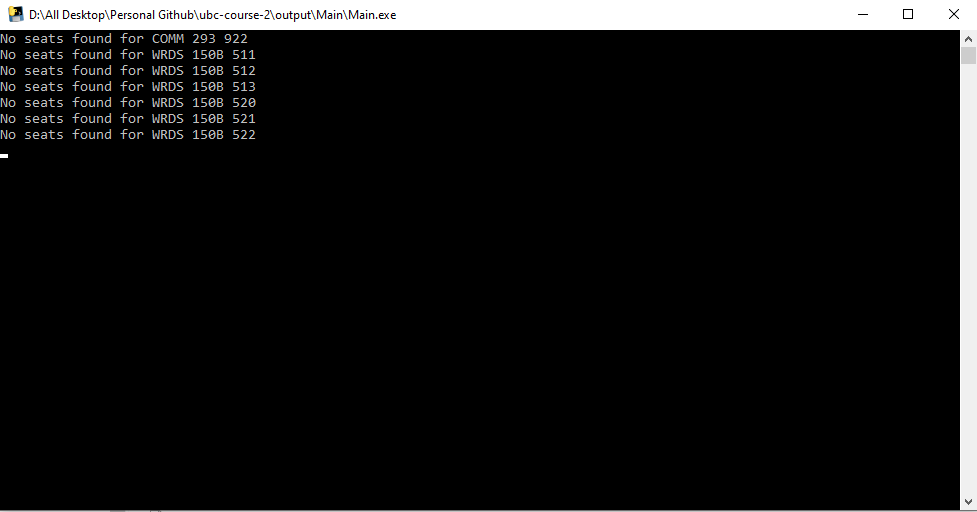 D:\All Desktop\Personal Github\ubc-course-2\output\Main\Main.exe
No seats found for COMM 293 922
No seats found for WRDS 150B 511
No seats found for WRDS 150B 512
No seats found for WRDS 150B 513
No seats found for WRDS 150B 520
No seats found for WRDS 150B 521
No seats found for WRDS 150B 522